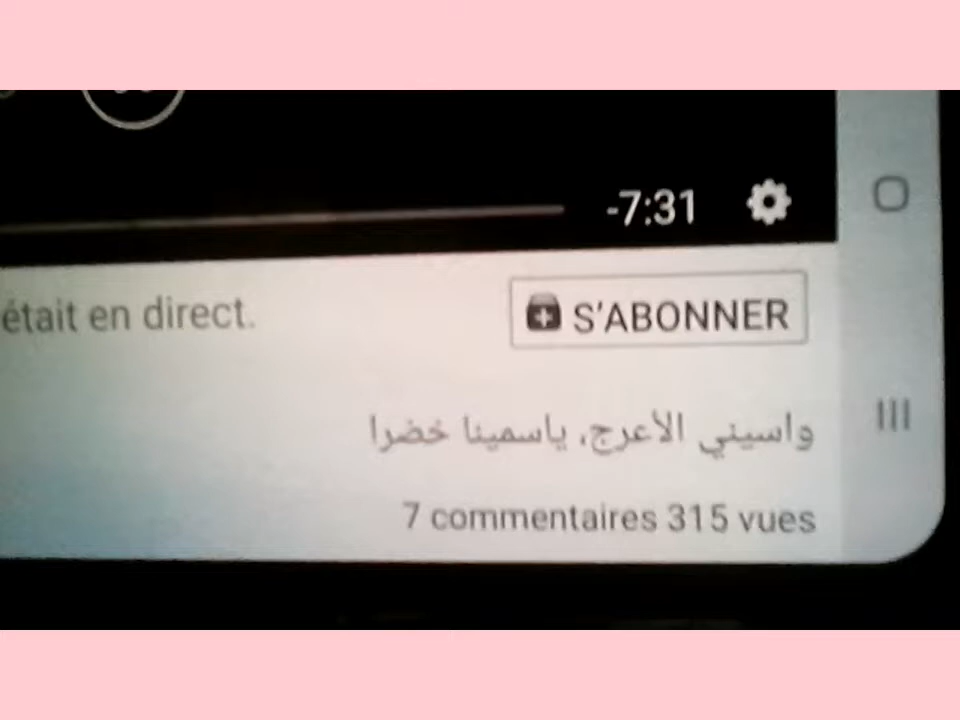 -7:31
était en direct.
S'ABONNER
واسيني الأعرج، ياسمينا خضرا
7 commentaires 315 vues